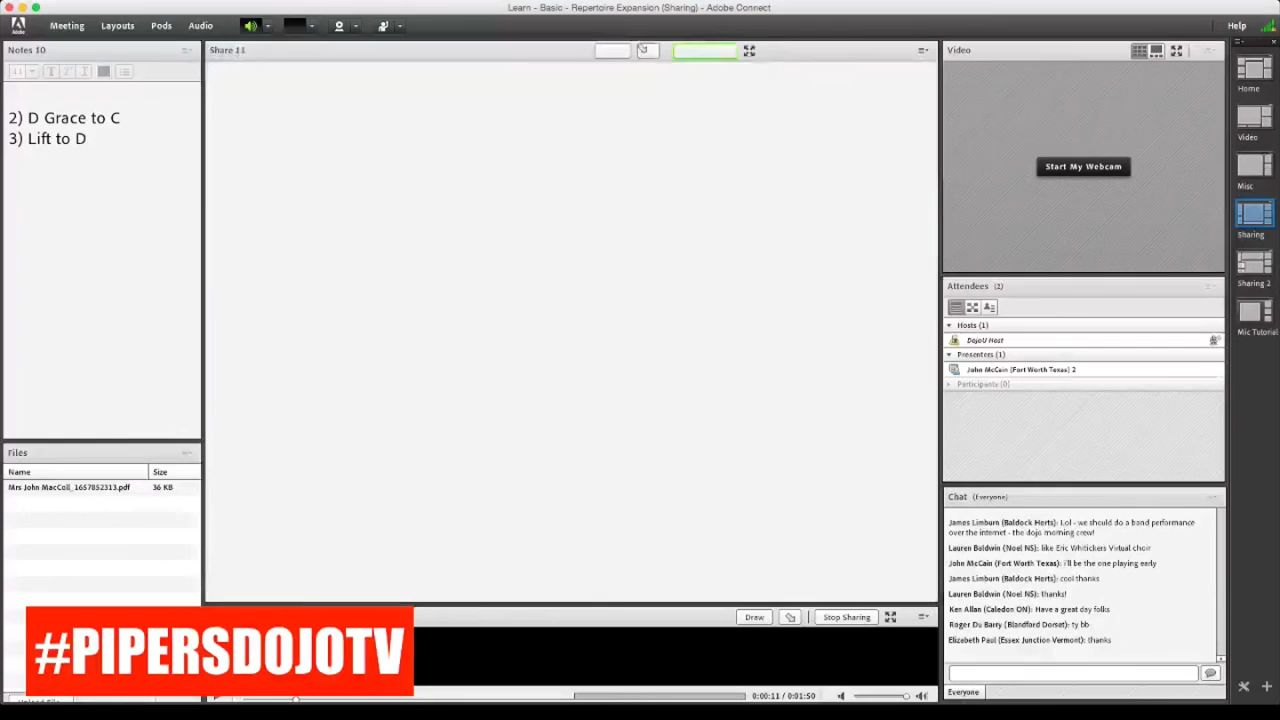 Learn - Basic - Repertoire Expansion (Sharing) - Adobe Connect
Adobe
Meeting
Layouts
Pods
Audio
Help
Notes 10
11
2) D Grace to C
3) Lift to D
Share 11
Video
Start My Webcam
Home
Video
Misc
Sharing
Sharing 2
Mic Tutorial
Attendees (2)
Hosts (1)
DojoU Host
Presenters (1)
John McCain (Fort Worth Texas) 2
Participants (0)
Files
Name
Size
Mrs John MacColl_1657852313.pdf
36 KB
Chat (Everyone)
James Limburn (Baldock Herts): Lol - we should do a band performance
over the internet - the dojo morning crew!
Lauren Baldwin (Noel NS): like Eric Whitickers Virtual choir
John McCain (Fort Worth Texas): i'll be the one playing early
James Limburn (Baldock Herts): cool thanks
Lauren Baldwin (Noel NS): thanks!
Ken Allan (Caledon ON): Have a great day folks
Roger Du Barry (Blandford Dorset): ty bb
Elizabeth Paul (Essex Junction Vermont): thanks
Everyone
Draw
Stop Sharing
#PIPERSDOJOTV
0:00:11 / 0:01:50